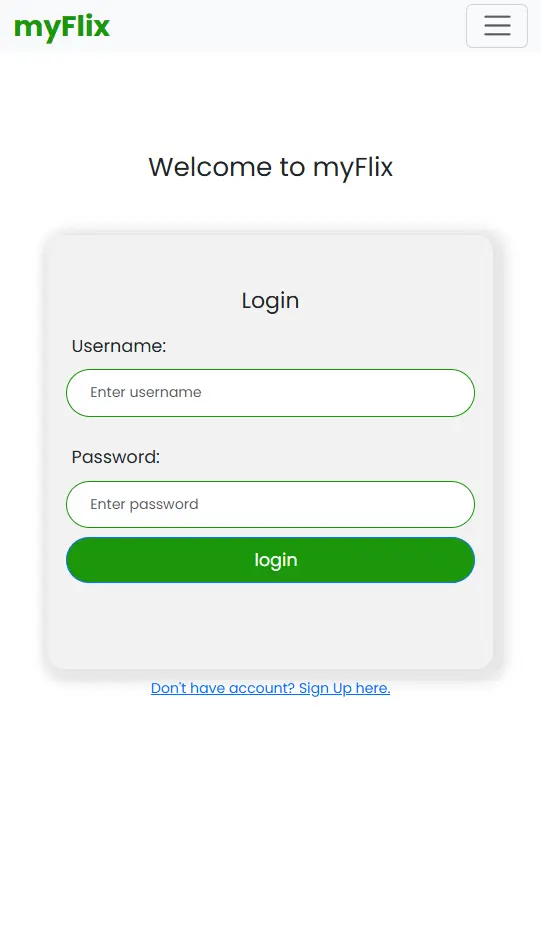 myFlix
Welcome to myFlix
Login
Username:
Enter username
Password:
Enter password
login
Don't have account? Sign Up here.